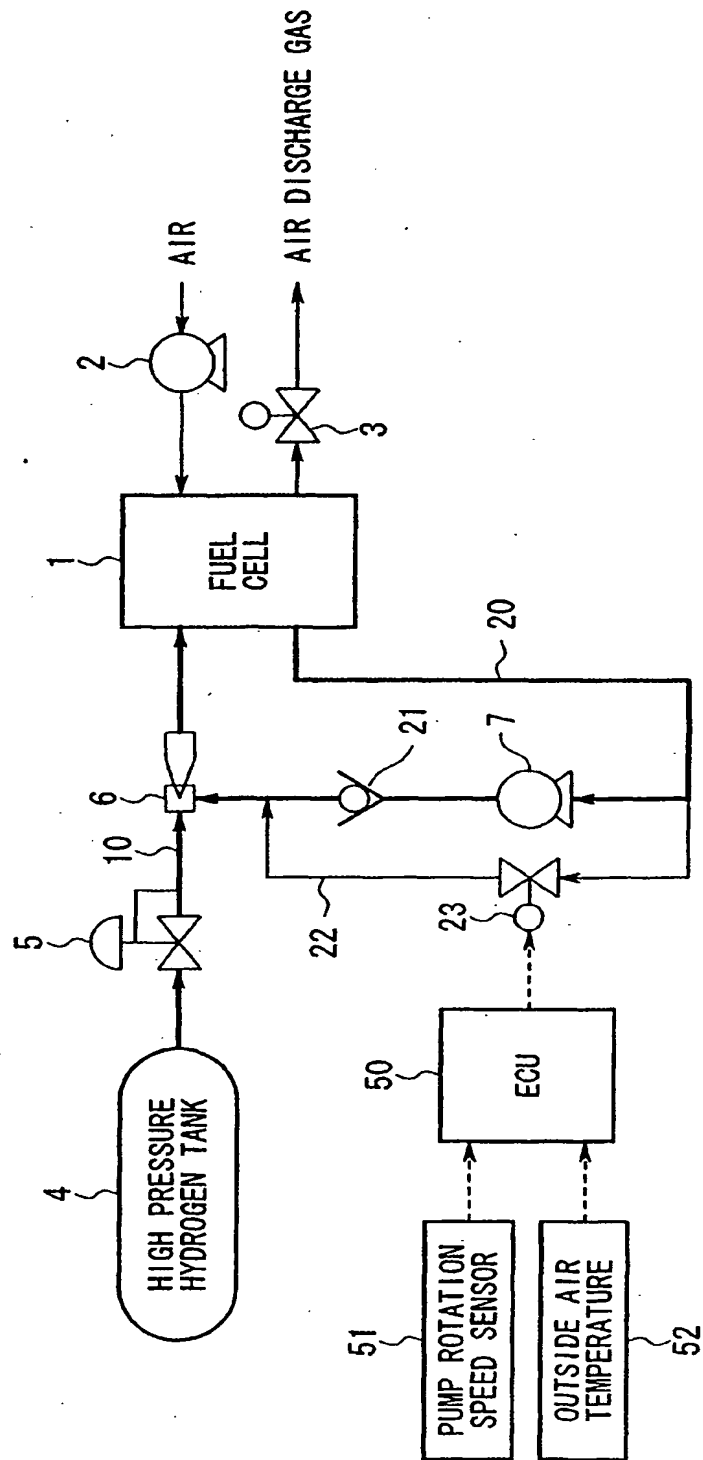 4
HIGH PRESSURE
HYDROGEN TANK
5
10
6
1
FUEL
CELL
2
AIR
3
AIR DISCHARGE GAS
21
7
20
22
23
50
ECU
51
PUMP ROTATION
SPEED SENSOR
OUTSIDE AIR
TEMPERATURE
52